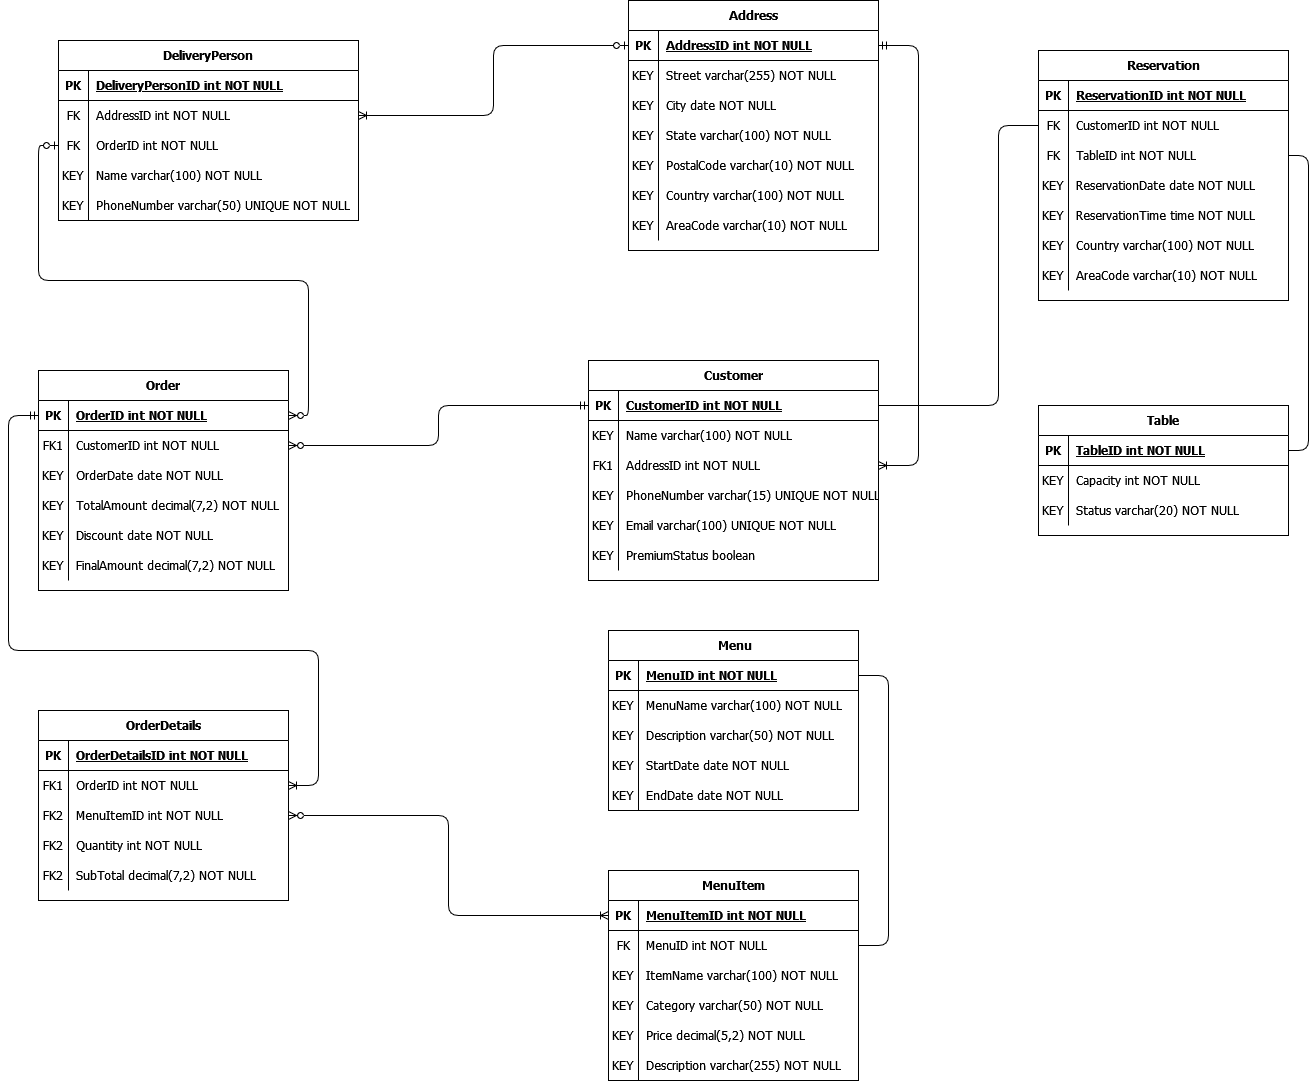 DeliveryPerson
PK DeliveryPersonID int NOT NULL
FK AddressID int NOT NULL
FK OrderID int NOT NULL
KEY Name varchar(100) NOT NULL
KEY PhoneNumber varchar(50) UNIQUE NOT NULL
Address
PK AddressID int NOT NULL
KEY Street varchar(255) NOT NULL
KEY City date NOT NULL
KEY State varchar(100) NOT NULL
KEY PostalCode varchar(10) NOT NULL
KEY Country varchar(100) NOT NULL
KEY AreaCode varchar(10) NOT NULL
Reservation
PK ReservationID int NOT NULL
FK CustomerID int NOT NULL
FK TableID int NOT NULL
KEY ReservationDate date NOT NULL
KEY ReservationTime time NOT NULL
KEY Country varchar(100) NOT NULL
KEY AreaCode varchar(10) NOT NULL
Order
PK OrderID int NOT NULL
FK1 CustomerID int NOT NULL
KEY OrderDate date NOT NULL
KEY TotalAmount decimal(7,2) NOT NULL
KEY Discount date NOT NULL
KEY FinalAmount decimal(7,2) NOT NULL
Customer
PK CustomerID int NOT NULL
KEY Name varchar(100) NOT NULL
FK1 AddressID int NOT NULL
KEY PhoneNumber varchar(15) UNIQUE NOT NULL
KEY Email varchar(100) UNIQUE NOT NULL
KEY PremiumStatus boolean
Table
PK TableID int NOT NULL
KEY Capacity int NOT NULL
KEY Status varchar(20) NOT NULL
OrderDetails
PK OrderDetailsID int NOT NULL
FK1 OrderID int NOT NULL
FK2 MenuItemID int NOT NULL
FK2 Quantity int NOT NULL
FK2 SubTotal decimal(7,2) NOT NULL
Menu
PK MenuID int NOT NULL
KEY MenuName varchar(100) NOT NULL
KEY Description varchar(50) NOT NULL
KEY StartDate date NOT NULL
KEY EndDate date NOT NULL
MenuItem
PK MenuItemID int NOT NULL
FK MenuID int NOT NULL
KEY ItemName varchar(100) NOT NULL
KEY Category varchar(50) NOT NULL
KEY Price decimal(5,2) NOT NULL
KEY Description varchar(255) NOT NULL